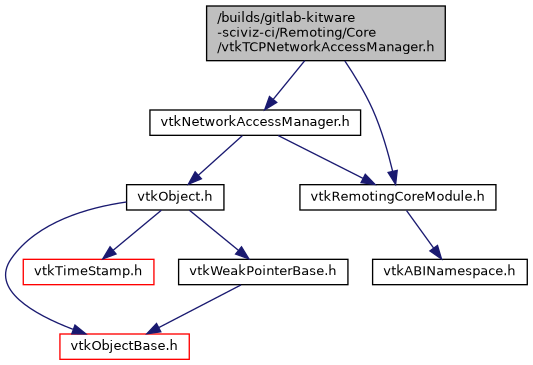 /builds/gitlab-kitware
-sciviz-ci/Remoting/Core
/vtkTCPNetworkAccessManager.h
vtkNetworkAccessManager.h
vtkObject.h
vtkRemotingCoreModule.h
vtkTimeStamp.h
vtkWeakPointerBase.h
vtkABINamespace.h
vtkObjectBase.h